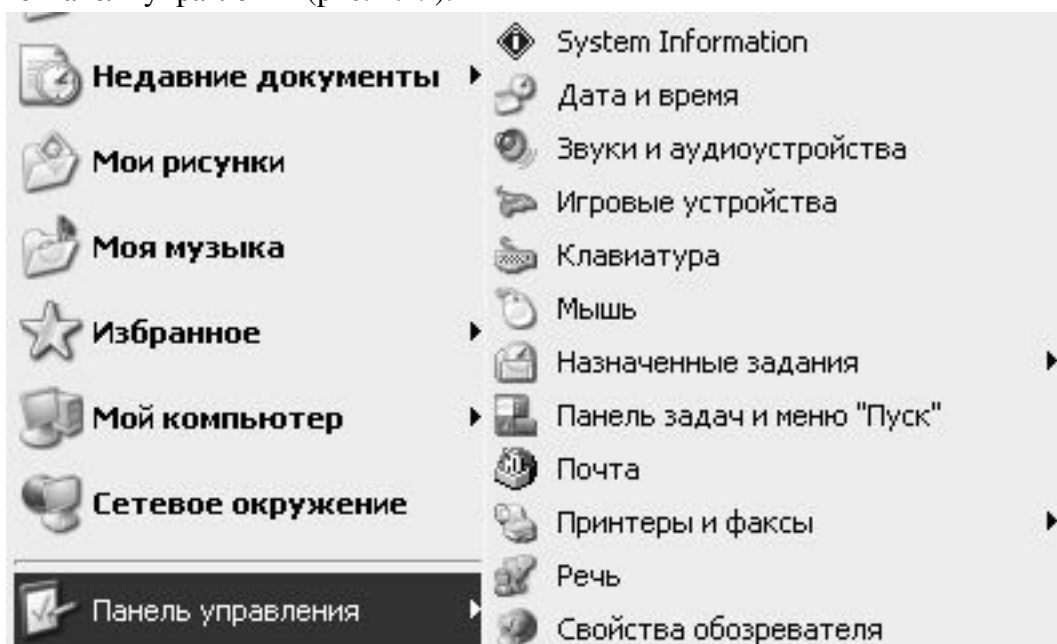 Недавние документы
Мои рисунки
Моя музыка
Избранное
Мой компьютер
Сетевое окружение
Панель управления
System Information
Дата и время
Звуки и аудиоустройства
Игровые устройства
Клавиатура
Мышь
Назначенные задания
Панель задач и меню "Пуск"
Почта
Принтеры и факсы
Речь
Свойства обозревателя